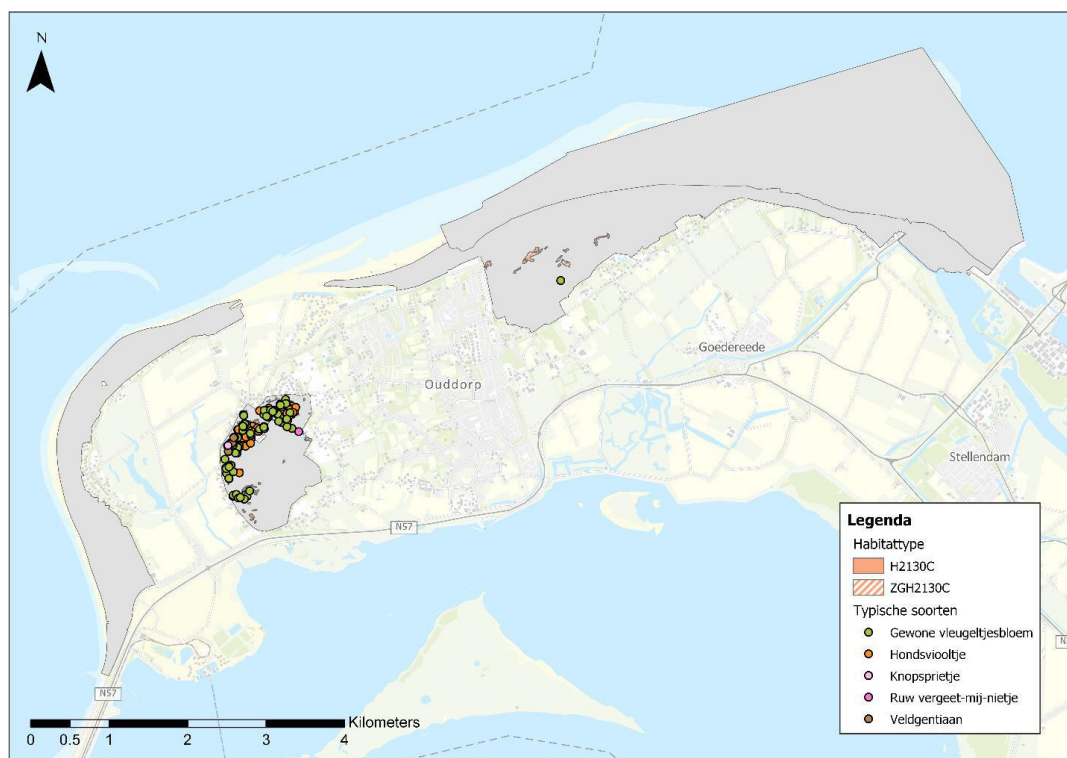 N
Ouddorp
Goedereede
Stellendam
N57
N57
Legenda
Habitattype
H2130C
ZGH2130C
Typische soorten
Gewone vleugeltjesbloem
Hondsviooltje
Knopsprietje
Ruw vergeet-mij-nietje
Veldgentiaan
Kilometers
0 0.5 1 2 3 4